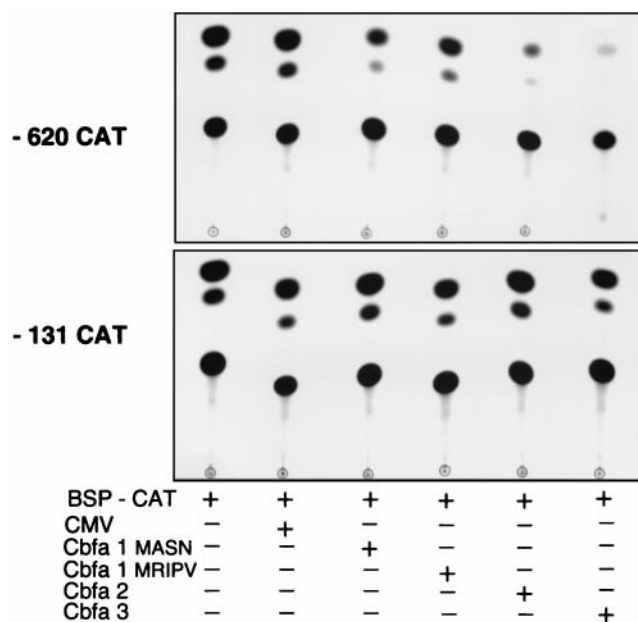 - 620 CAT
- 131 CAT
BSP - CAT + + + + + +
CMV - + - - - -
Cbfa 1 MASN - - + - - -
Cbfa 1 MRIPV - - - + - -
Cbfa 2 - - - - + -
Cbfa 3 - - - - - +